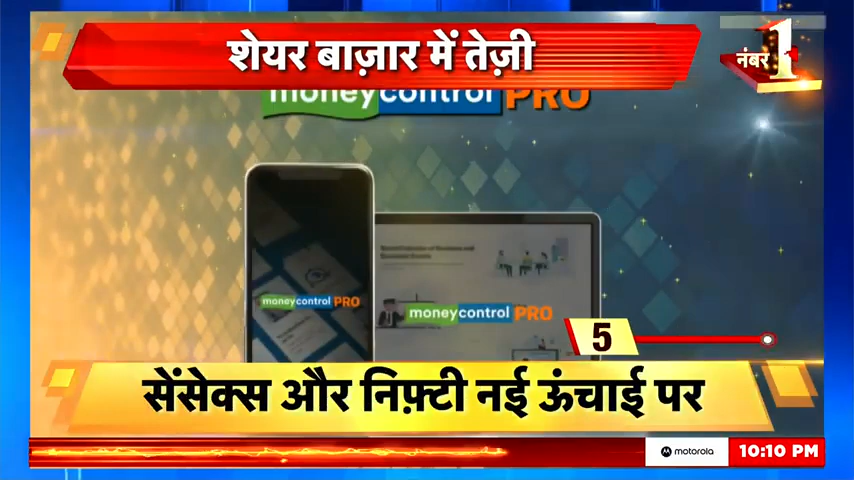 शेयर बाज़ार में तेज़ी
नंबर 1
moneycontrol PRO
moneycontrol PRO
moneycontrol PRO
5
सेंसेक्स और निफ़्टी नई ऊंचाई पर
motorola
10:10 PM